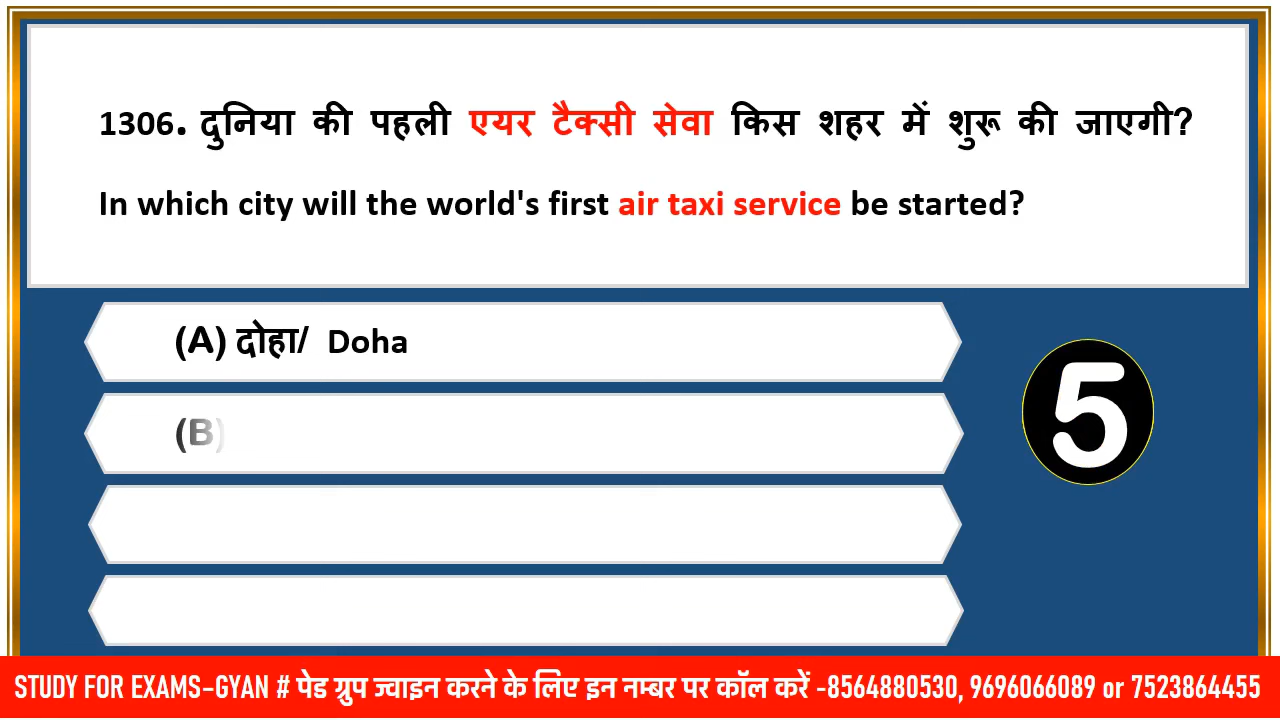 1306. दुनिया की पहली एयर टैक्सी सेवा किस शहर में शुरू की जाएगी?
In which city will the world's first air taxi service be started?
(A) दोहा/ Doha
(B)
5
STUDY FOR EXAMS-GYAN # पेड ग्रुप ज्वाइन करने के लिए इन नम्बर पर कॉल करें -8564880530, 9696066089 or 7523864455